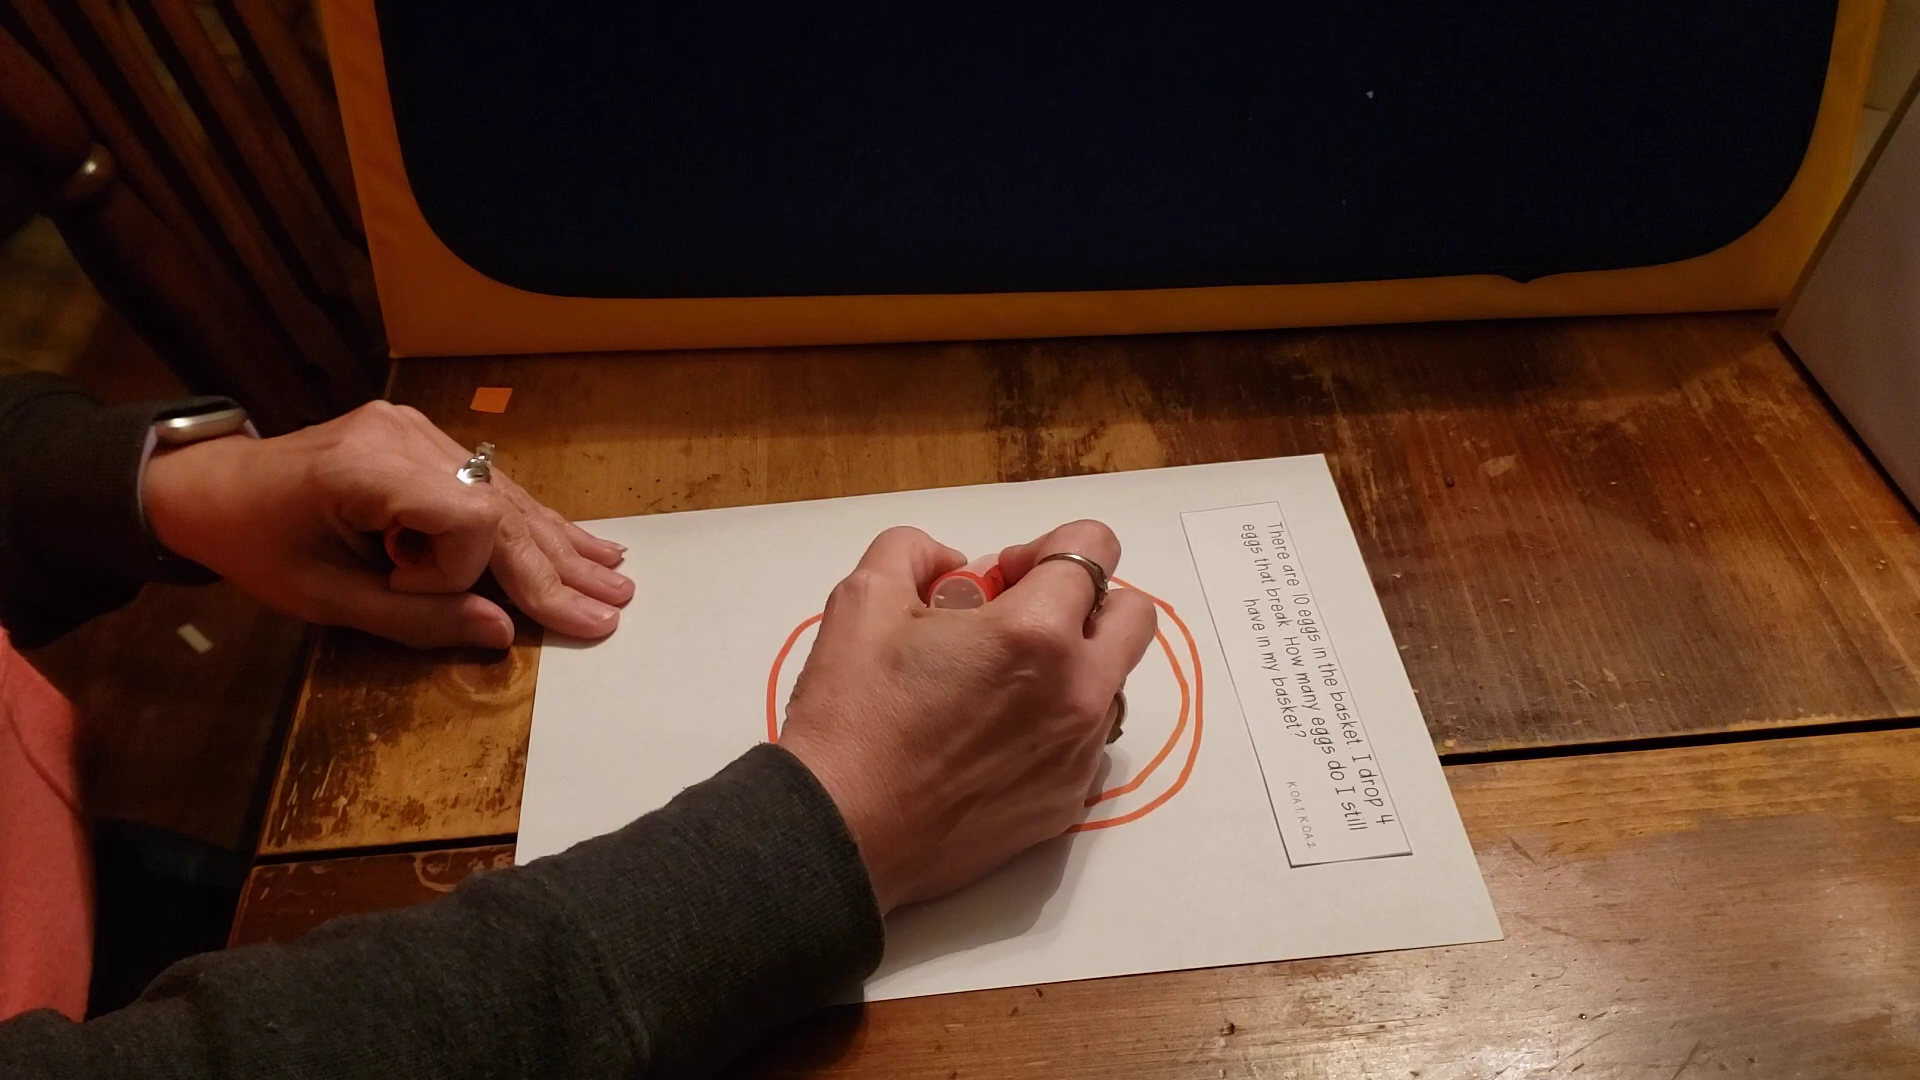 There are 10 eggs in the basket. I drop 4
eggs that break. How many eggs do I still
have in my basket?
K.OA.1, K.OA.2